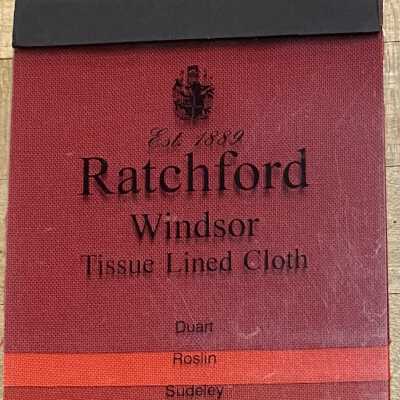 Est. 1889
Ratchford
Windsor
Tissue Lined Cloth
Duart
Roslin
Sudeley